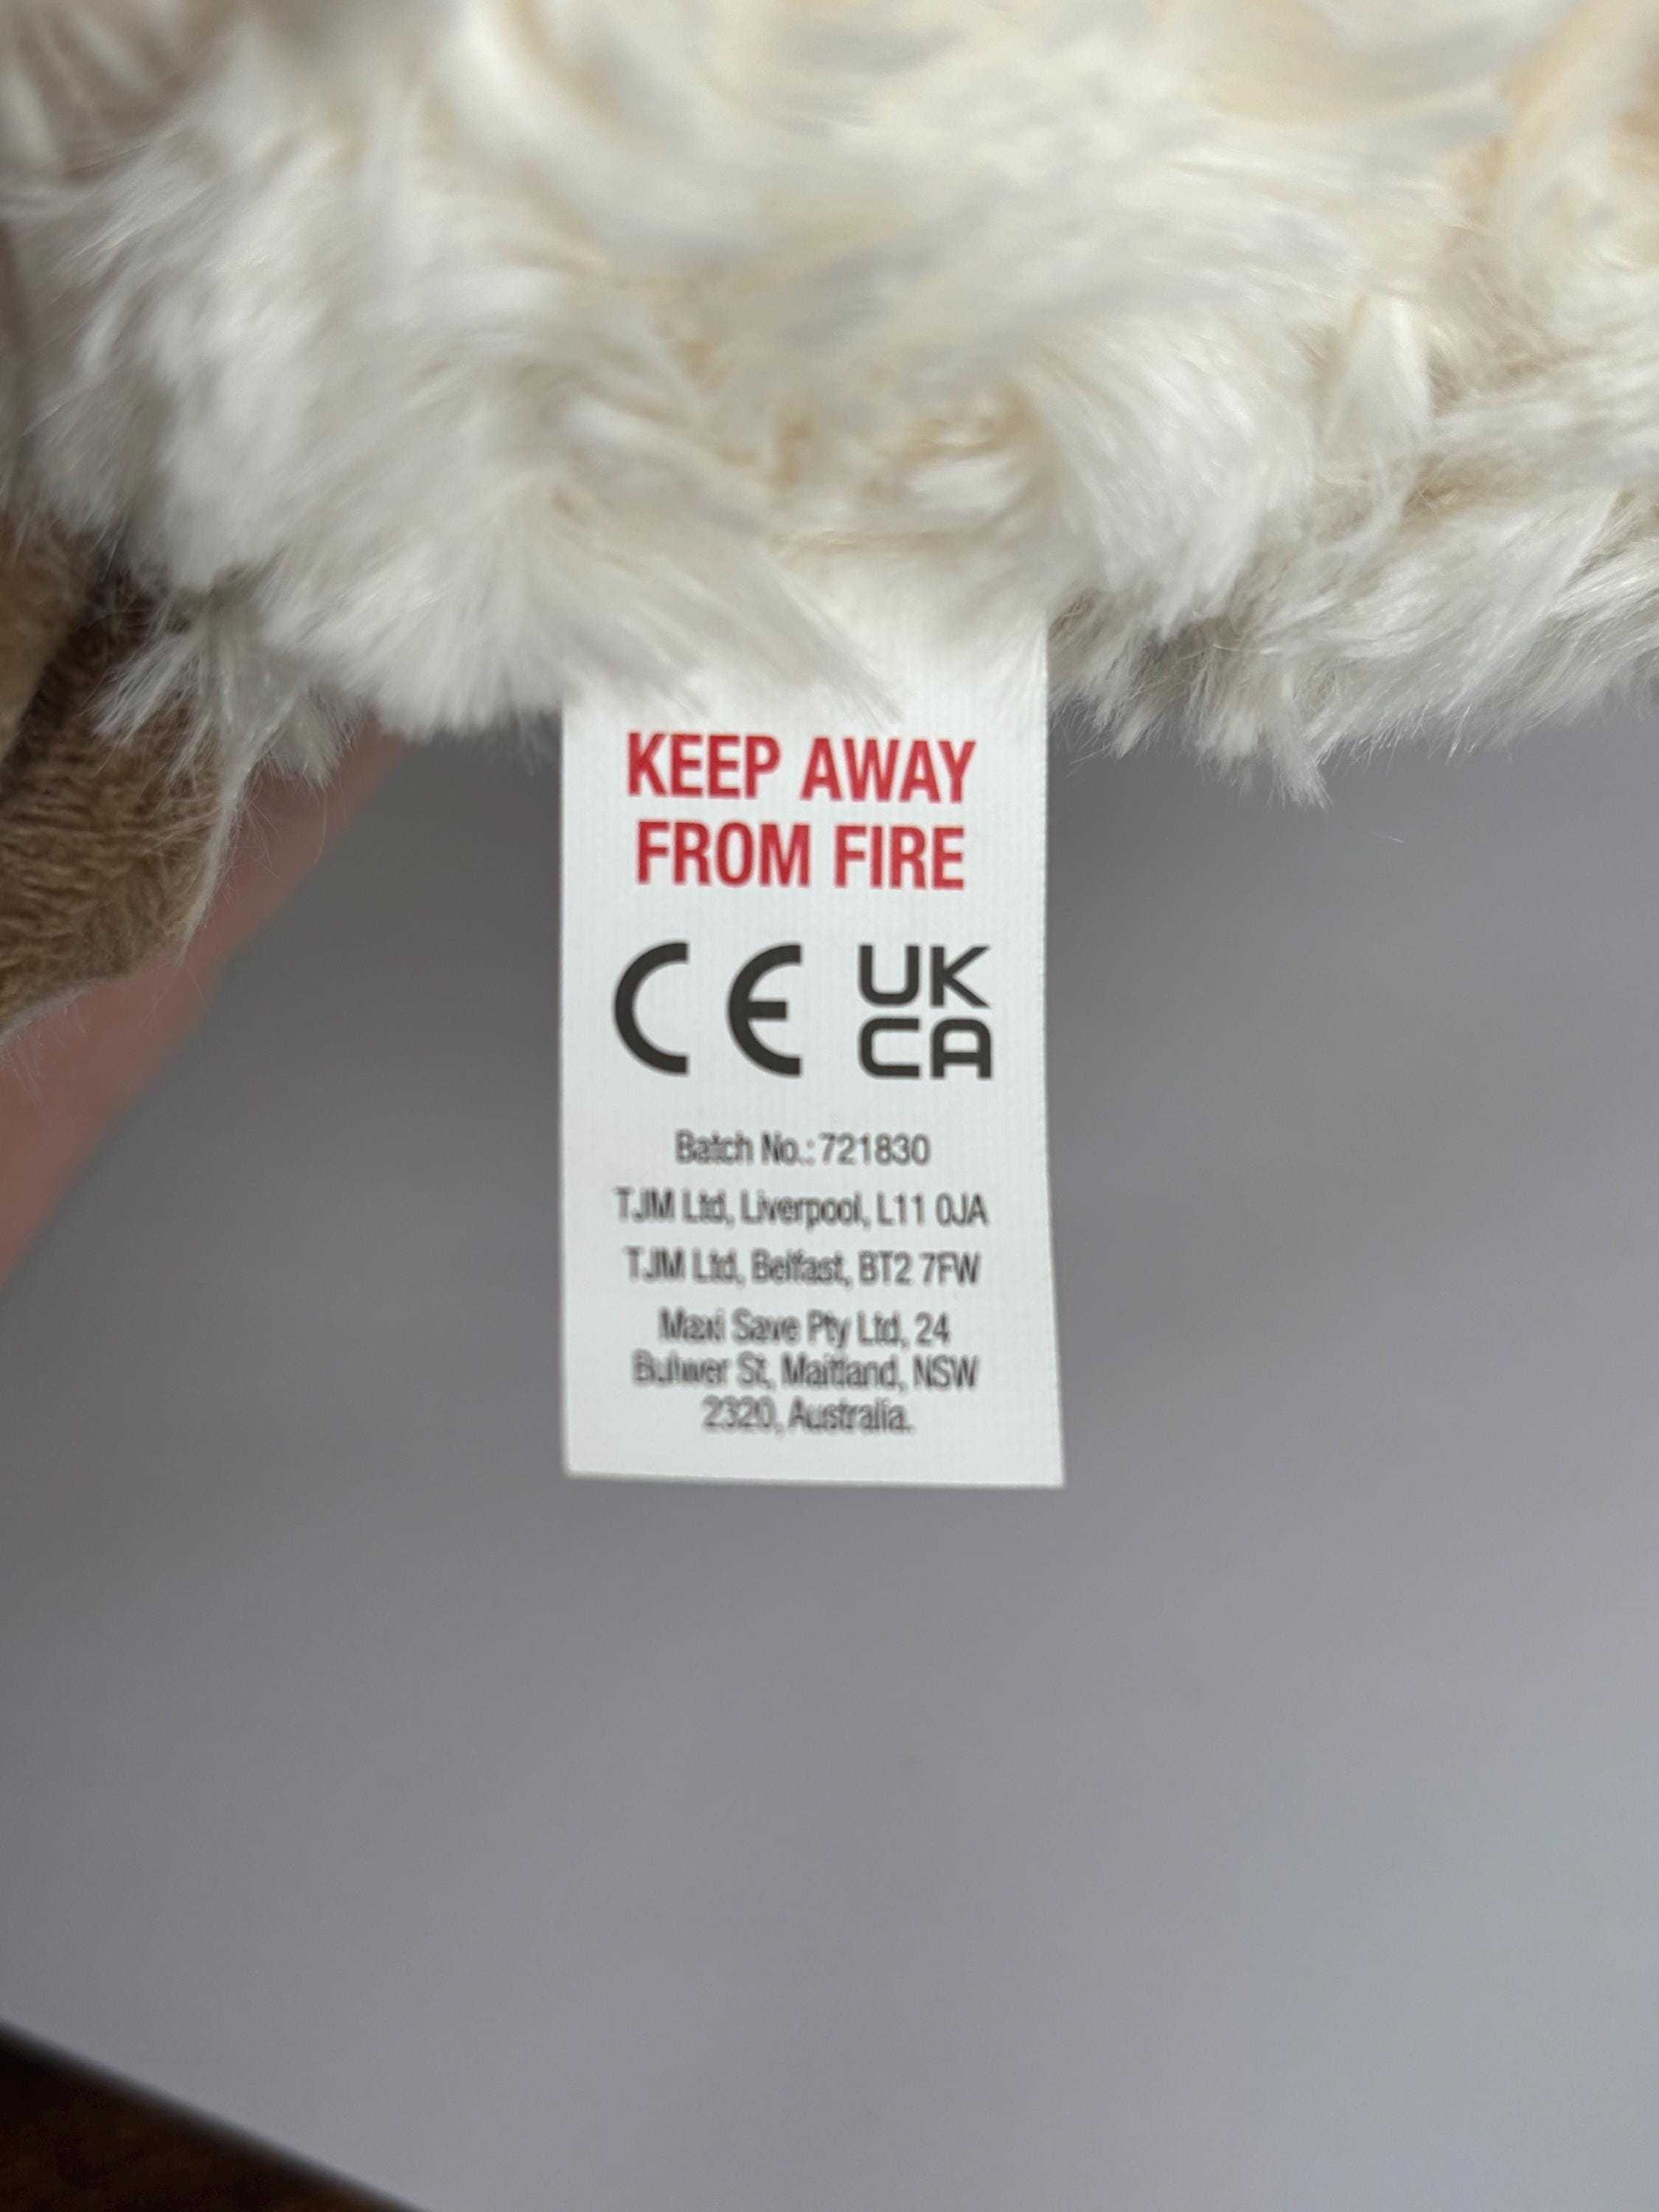 KEEP AWAY
FROM FIRE
CE UK
CA
Batch No.: 721830
TJM Ltd, Liverpool, L11 0JA
TJM Ltd, Belfast, BT2 7FW
Maxi Save Pty Ltd, 24
Bulwer St, Maitland, NSW
2320, Australia.